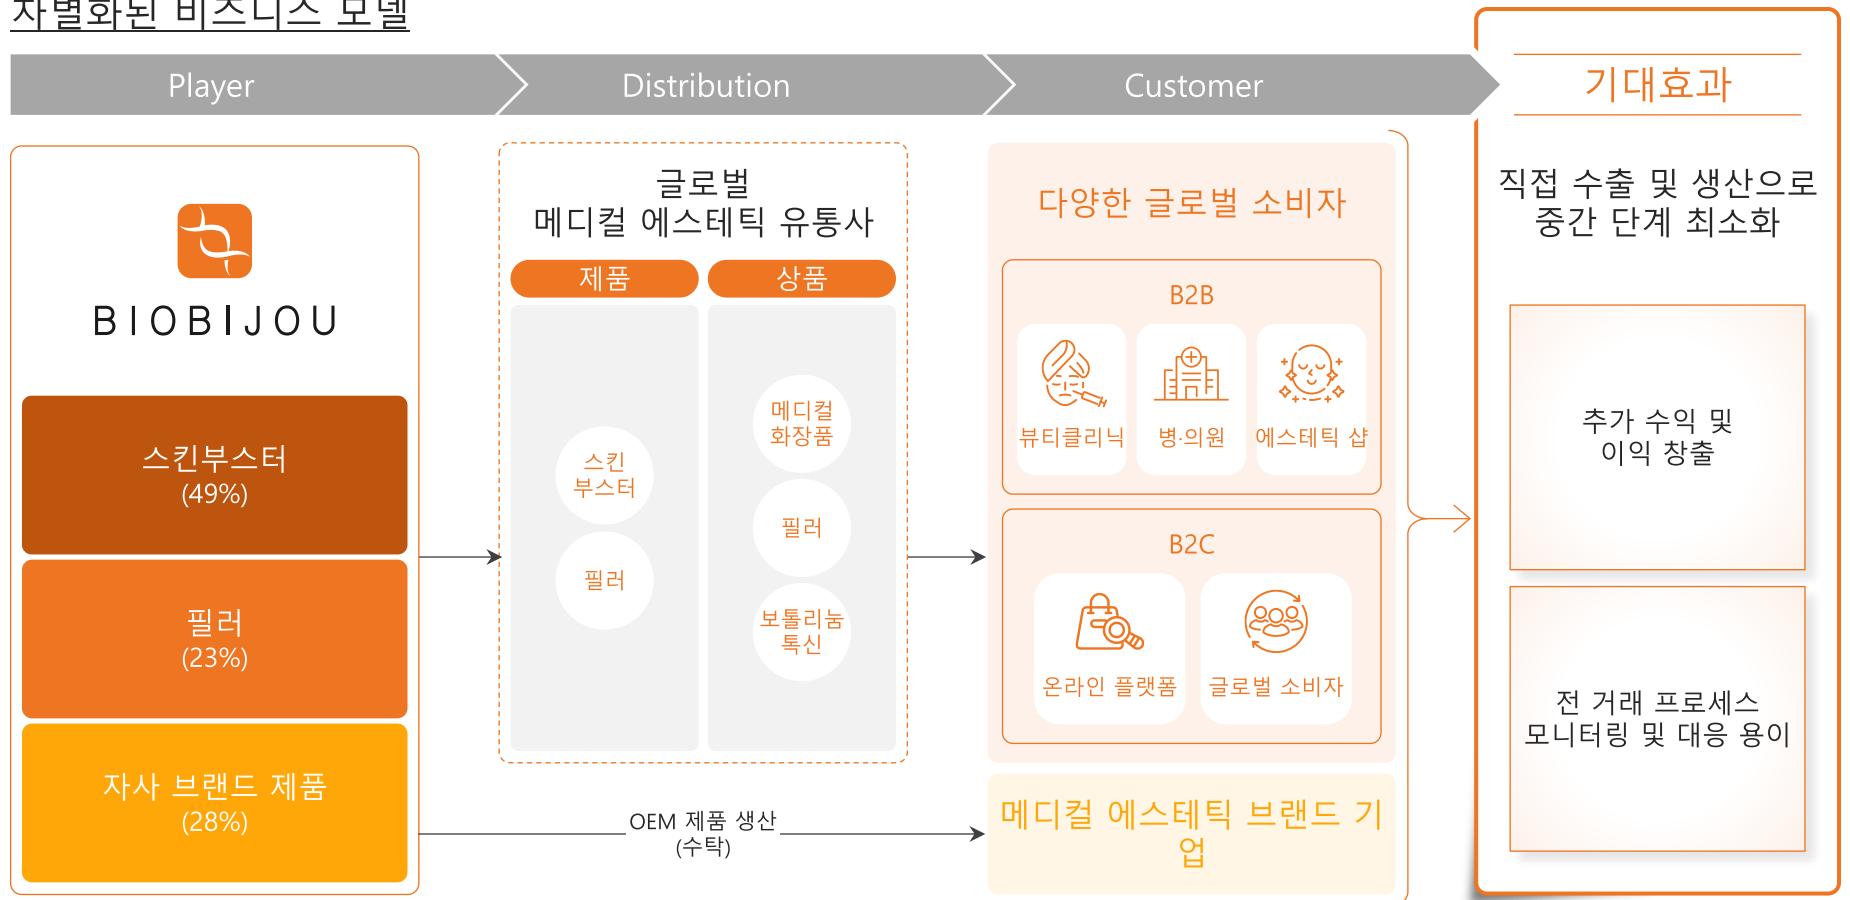 차별화된 비즈니스 모델
Player
Distribution
Customer
기대효과
BIOBIJOU
스킨부스터
(49%)
필러
(23%)
자사 브랜드 제품
(28%)
글로벌
메디컬 에스테틱 유통사
제품
상품
스킨
부스터
필러
메디컬
화장품
필러
보톨리눔
톡신
OEM 제품 생산
(수탁)
다양한 글로벌 소비자
B2B
뷰티클리닉
병·의원
에스테틱 샵
B2C
온라인 플랫폼
글로벌 소비자
메디컬 에스테틱 브랜드 기
업
직접 수출 및 생산으로
중간 단계 최소화
추가 수익 및
이익 창출
전 거래 프로세스
모니터링 및 대응 용이